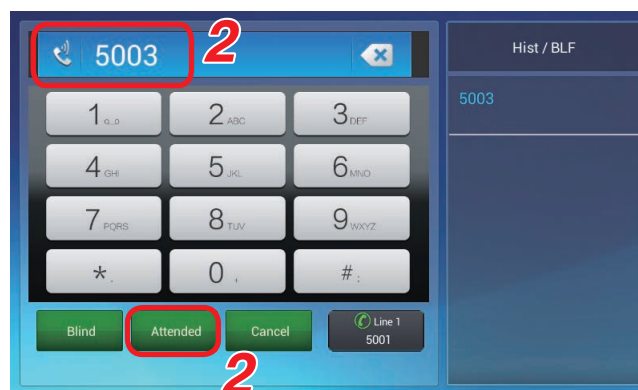 5003
2
Hist / BLF
5003
1
2 ABC
3 DEF
4 GHI
5 JKL
6 MNO
7 PQRS
8 TUV
9 WXYZ
*
0
#
Blind
Attended
Cancel
Line 1
5001
2